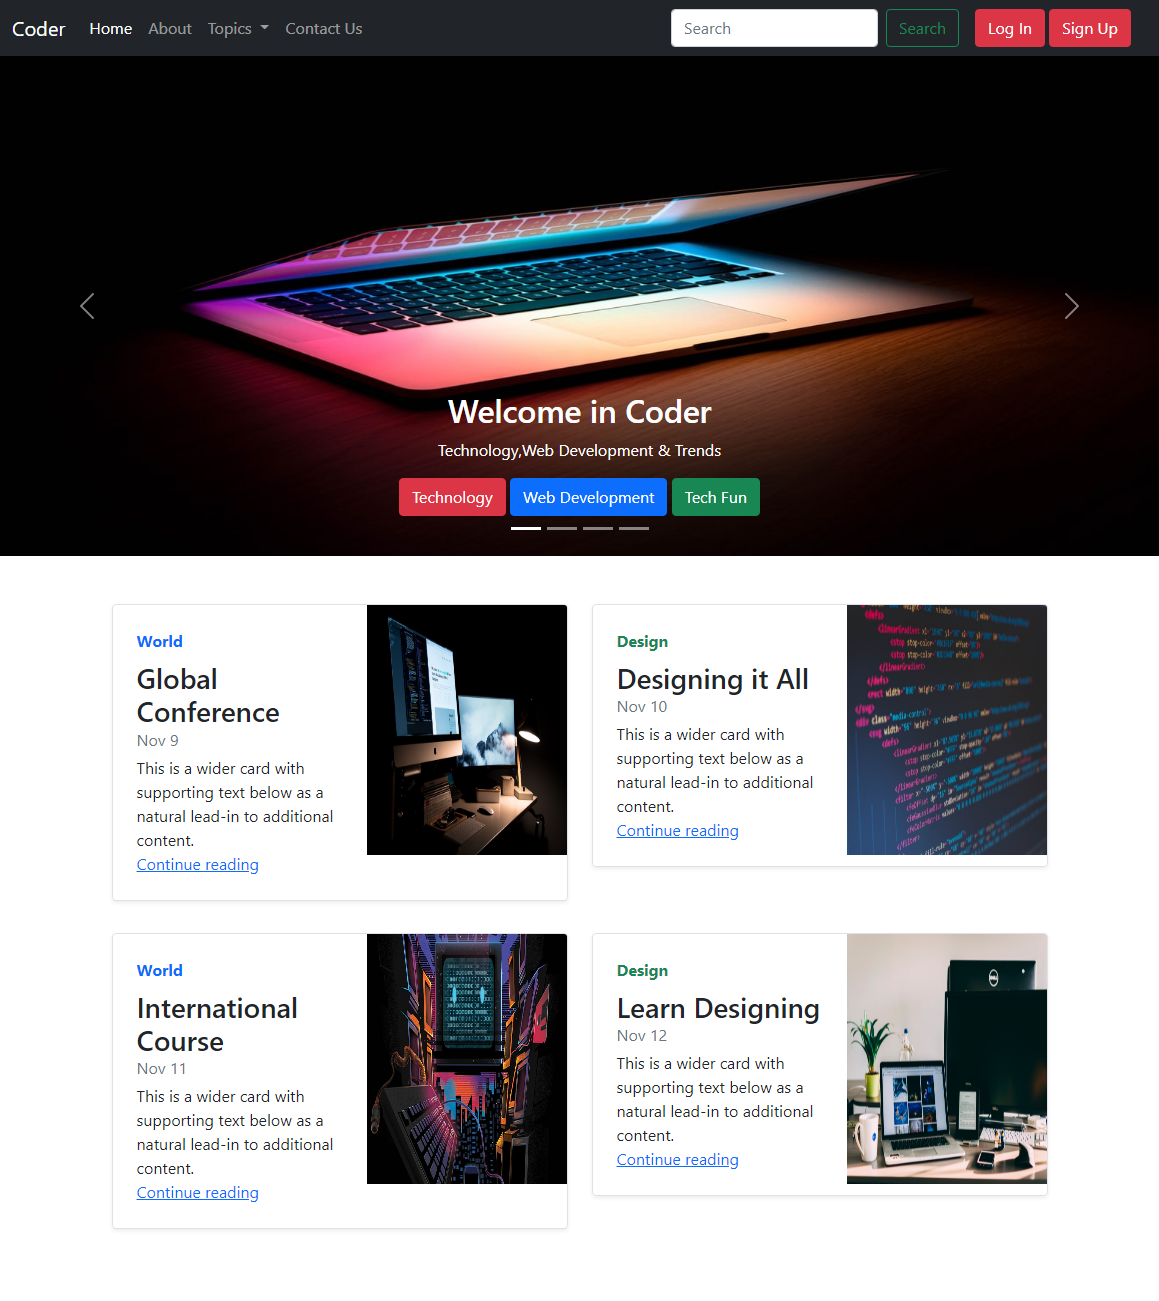 Coder Home About Topics Contact Us Search Search Log In Sign Up
Welcome in Coder
Technology,Web Development & Trends
Technology Web Development Tech Fun
World
Global
Conference
Nov 9
This is a wider card with
supporting text below as a
natural lead-in to additional
content.
Continue reading
Design
Designing it All
Nov 10
This is a wider card with
supporting text below as a
natural lead-in to additional
content.
Continue reading
World
International
Course
Nov 11
This is a wider card with
supporting text below as a
natural lead-in to additional
content.
Continue reading
Design
Learn Designing
Nov 12
This is a wider card with
supporting text below as a
natural lead-in to additional
content.
Continue reading